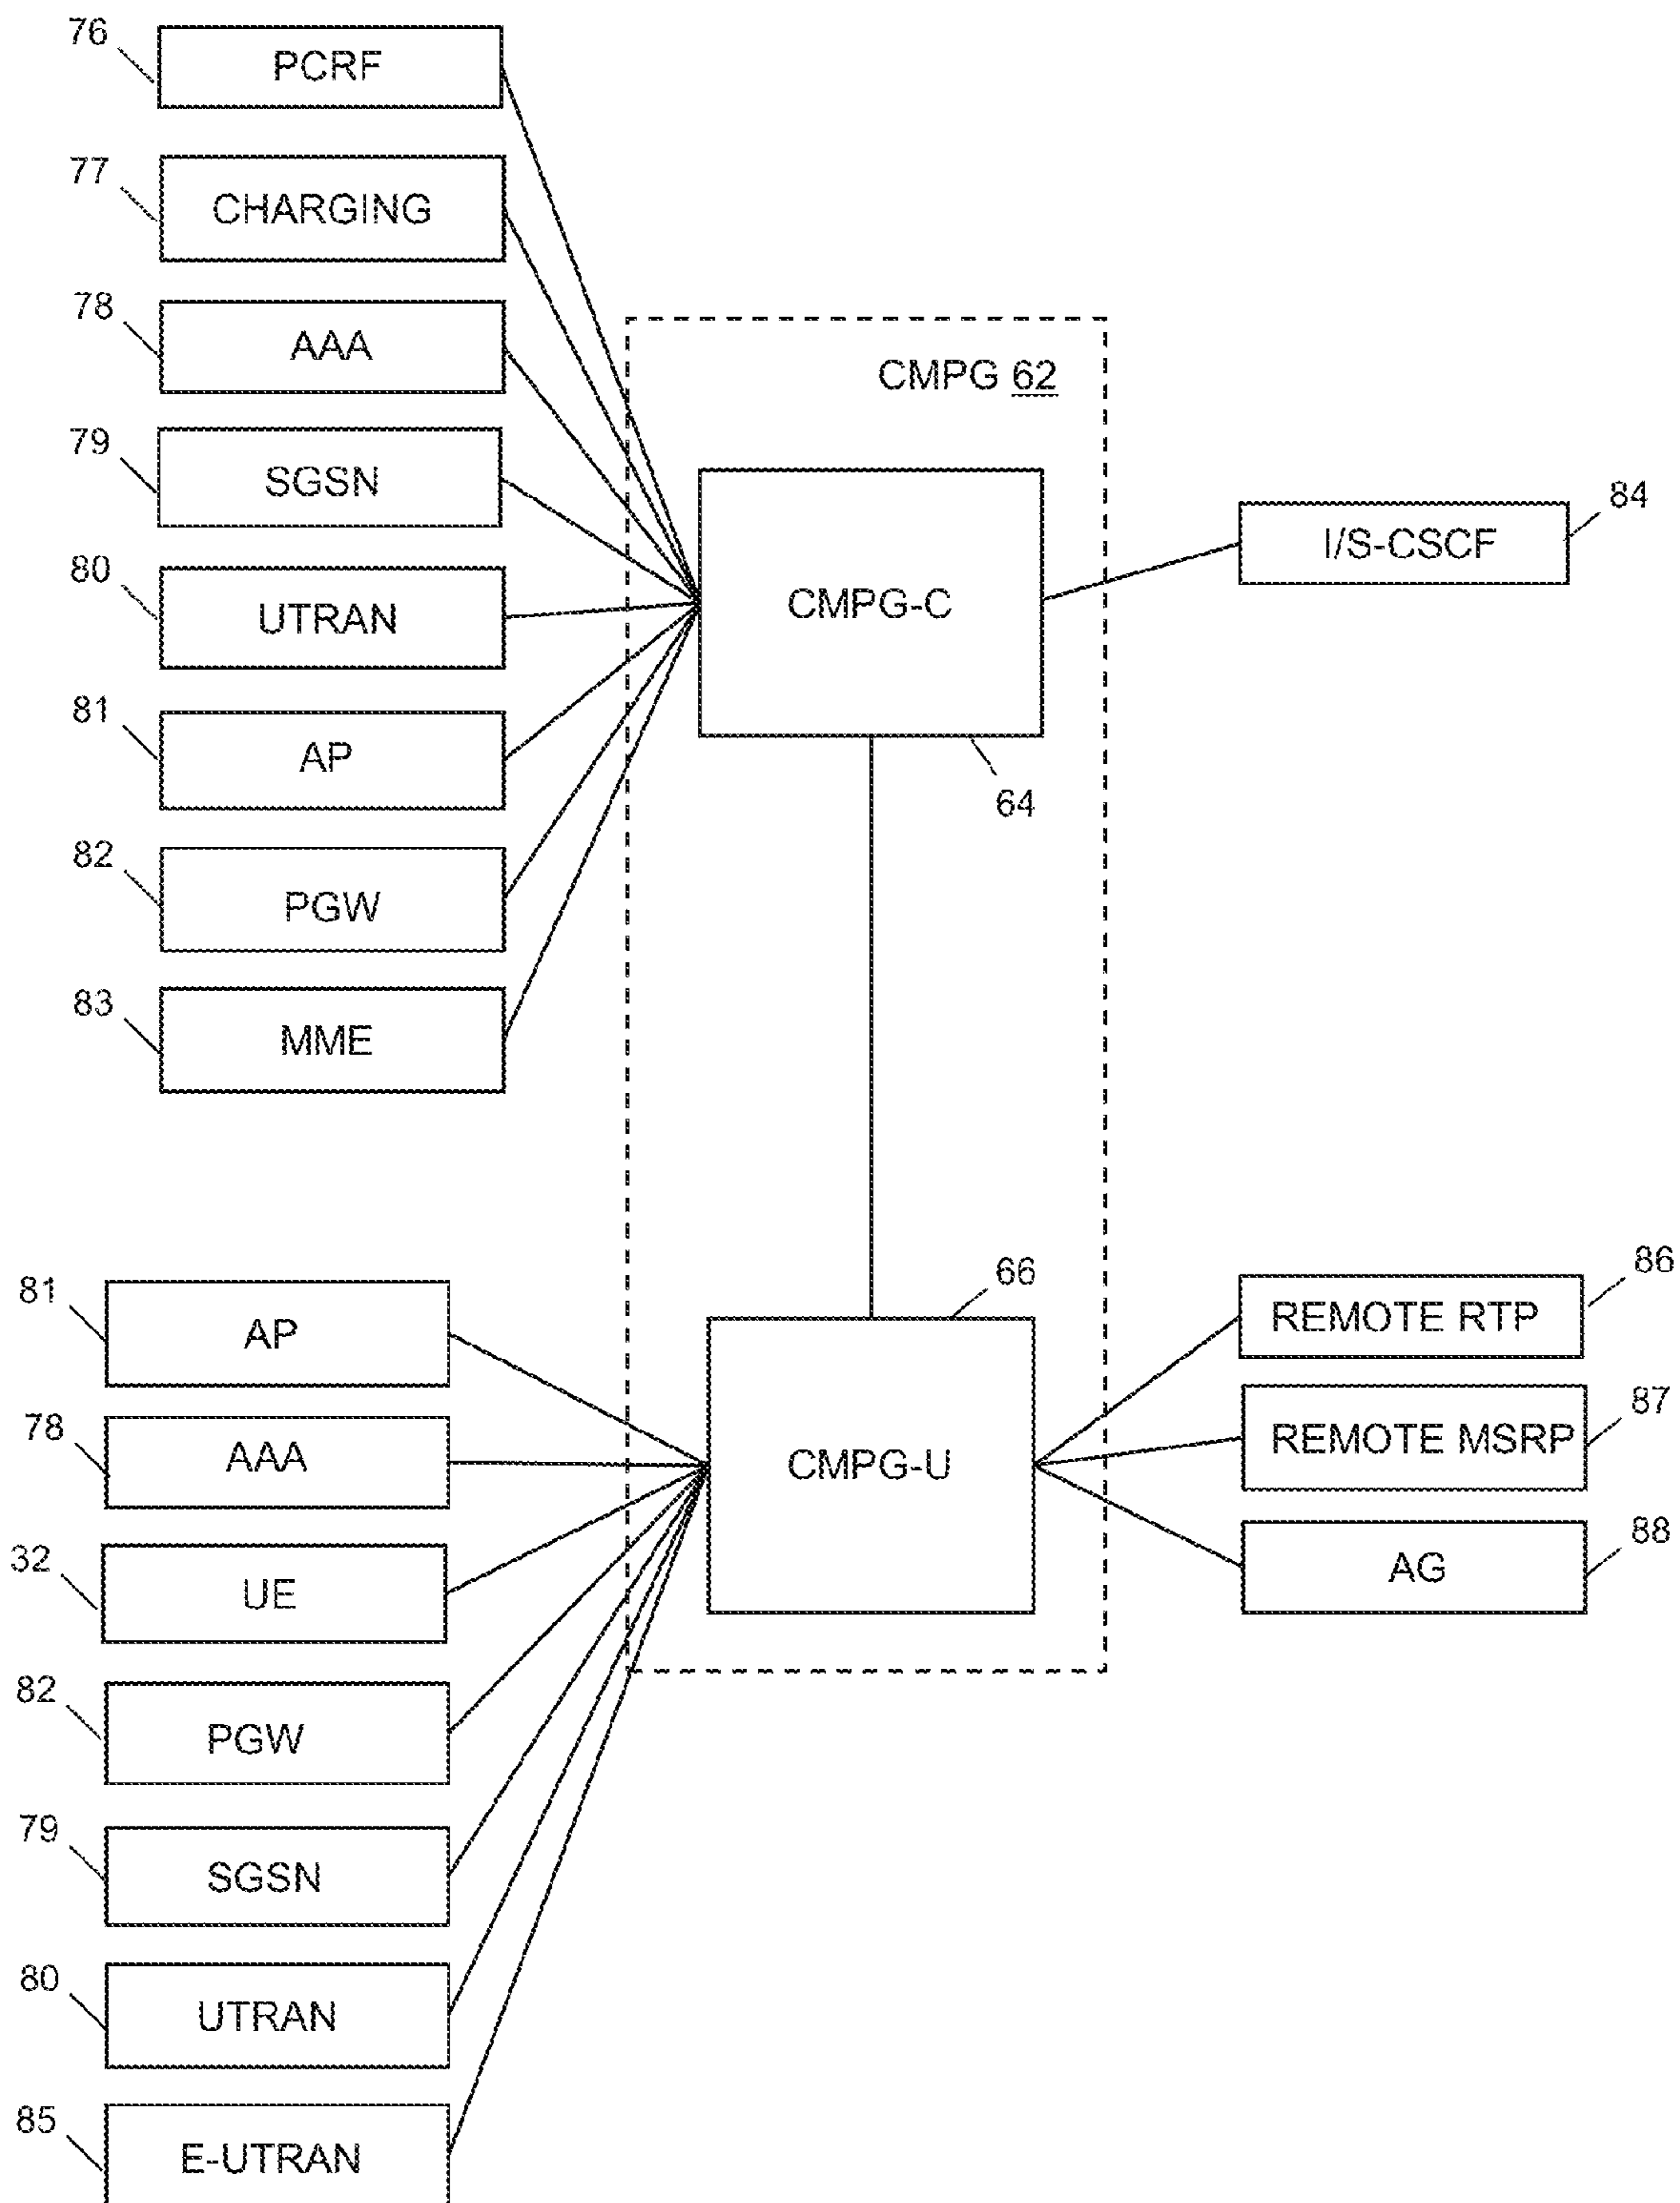 76
PCRF
77
CHARGING
78
AAA
CMPG 62
79
SGSN
84
I/S-CSCF
80
UTRAN
CMPG-C
81
AP
64
82
PGW
83
MME
81
AP
66
86
REMOTE RTP
78
AAA
CMPG-U
87
REMOTE MSRP
32
UE
88
AG
82
PGW
79
SGSN
80
UTRAN
85
E-UTRAN